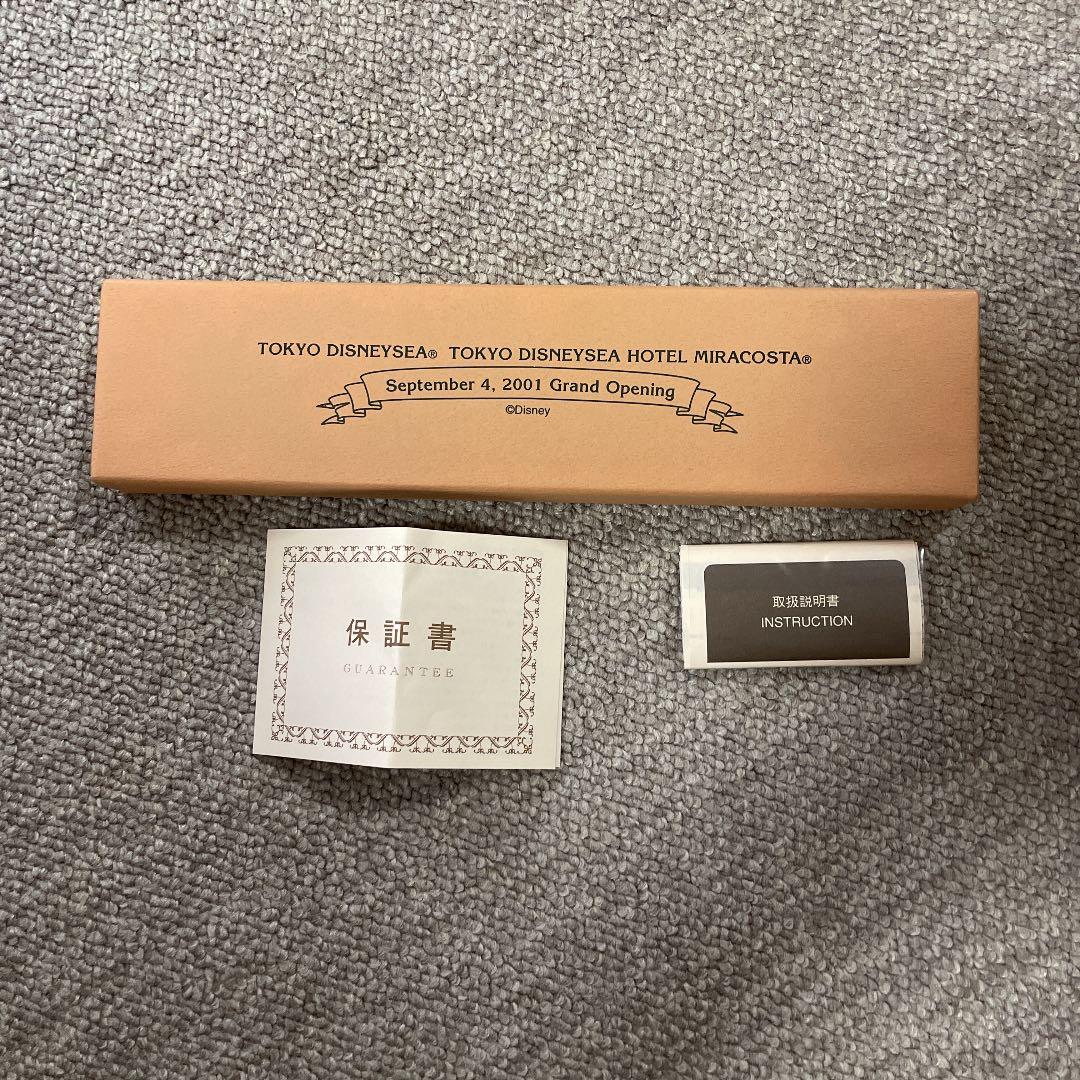 TOKYO DISNEYSEA® TOKYO DISNEYSEA HOTEL MIRACOSTA®
September 4, 2001 Grand Opening
©Disney
保証書
GUARANTEE
取扱説明書
INSTRUCTION